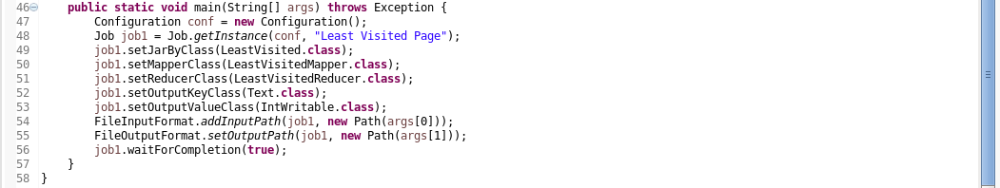 46 public static void main(String[] args) throws Exception {
47 Configuration conf = new Configuration();
48 Job job1 = Job.getInstance(conf, "Least Visited Page");
49 job1.setJarByClass(LeastVisited.class);
50 job1.setMapperClass(LeastVisitedMapper.class);
51 job1.setReducerClass(LeastVisitedReducer.class);
52 job1.setOutputKeyClass(Text.class);
53 job1.setOutputValueClass(IntWritable.class);
54 FileInputFormat.addInputPath(job1, new Path(args[0]));
55 FileOutputFormat.setOutputPath(job1, new Path(args[1]));
56 job1.waitForCompletion(true);
57 }
58 }